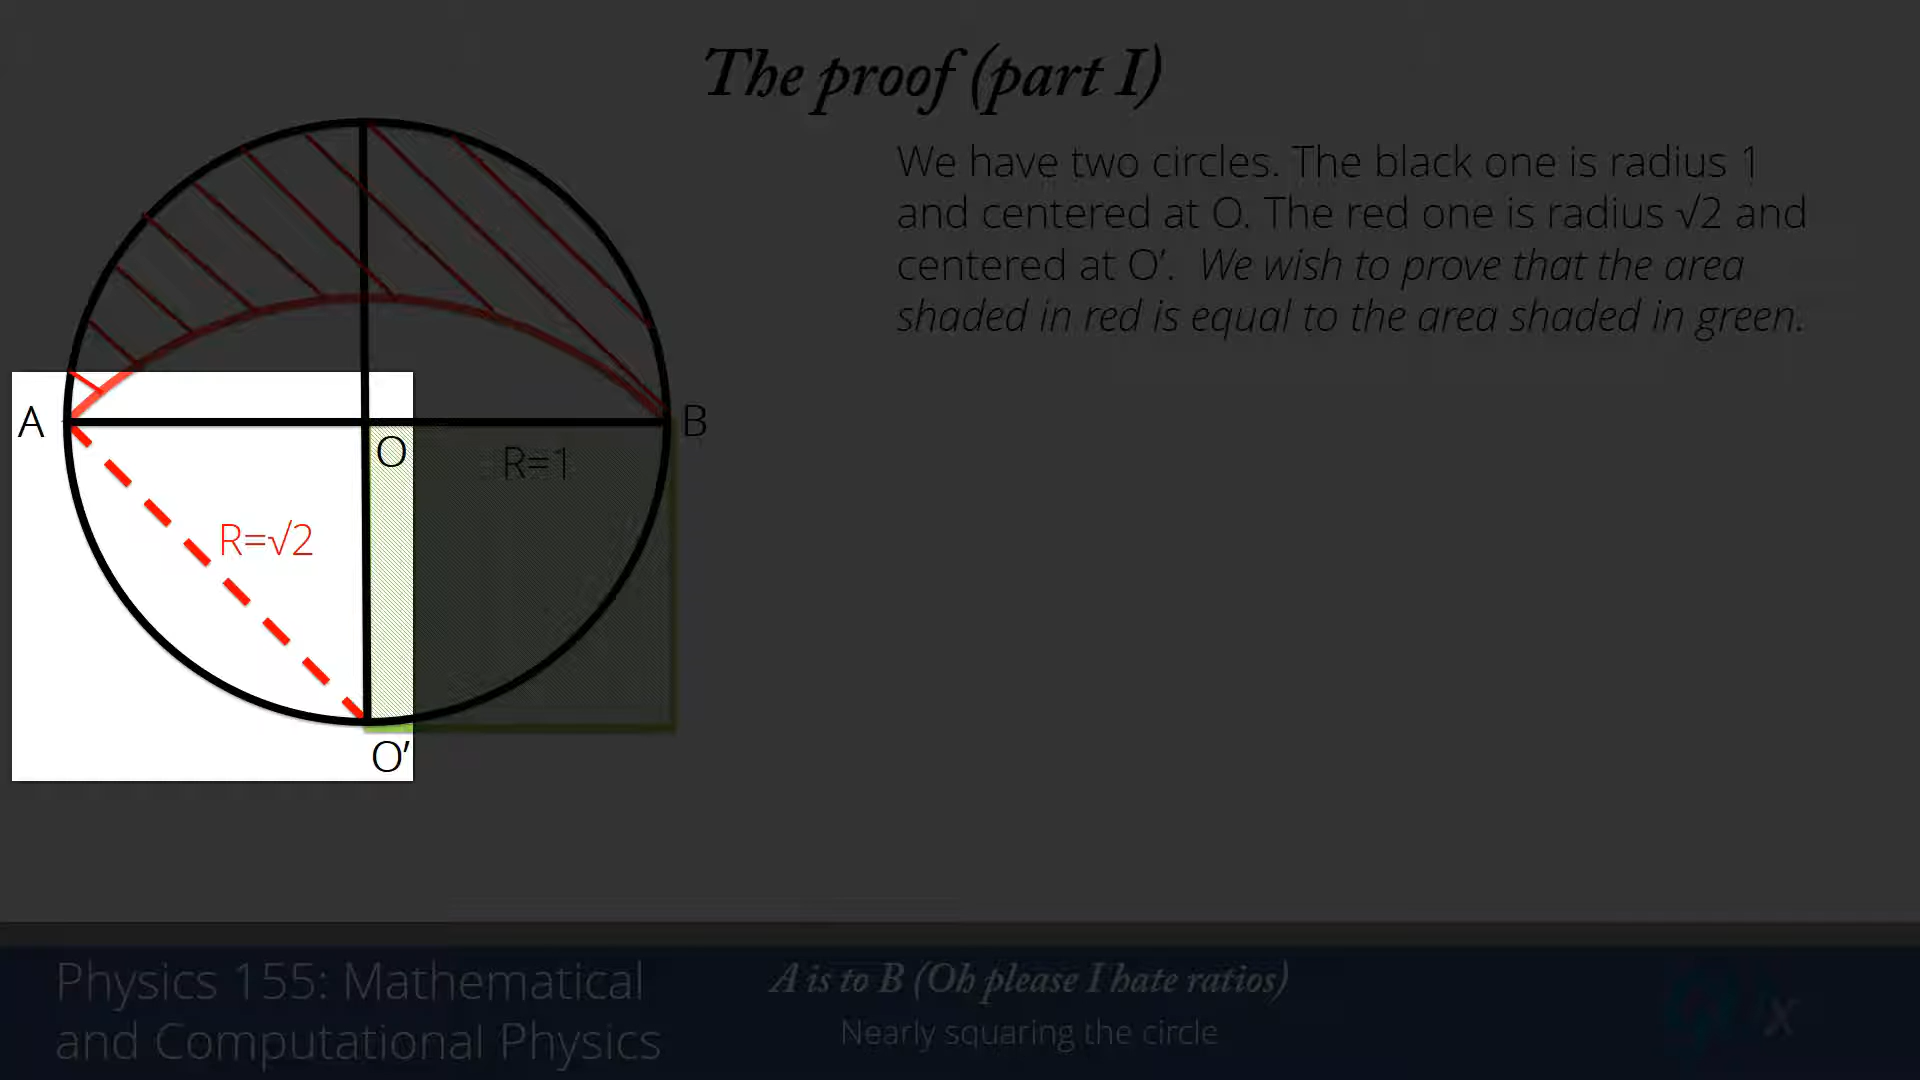 The proof (part I)
We have two circles. The black one is radius 1
and centered at O. The red one is radius √2 and
centered at O’. We wish to prove that the area
shaded in red is equal to the area shaded in green.
A
B
O
R=1
R=√2
O’
Physics 155: Mathematical
and Computational Physics
A is to B (Oh please I hate ratios)
Nearly squaring the circle